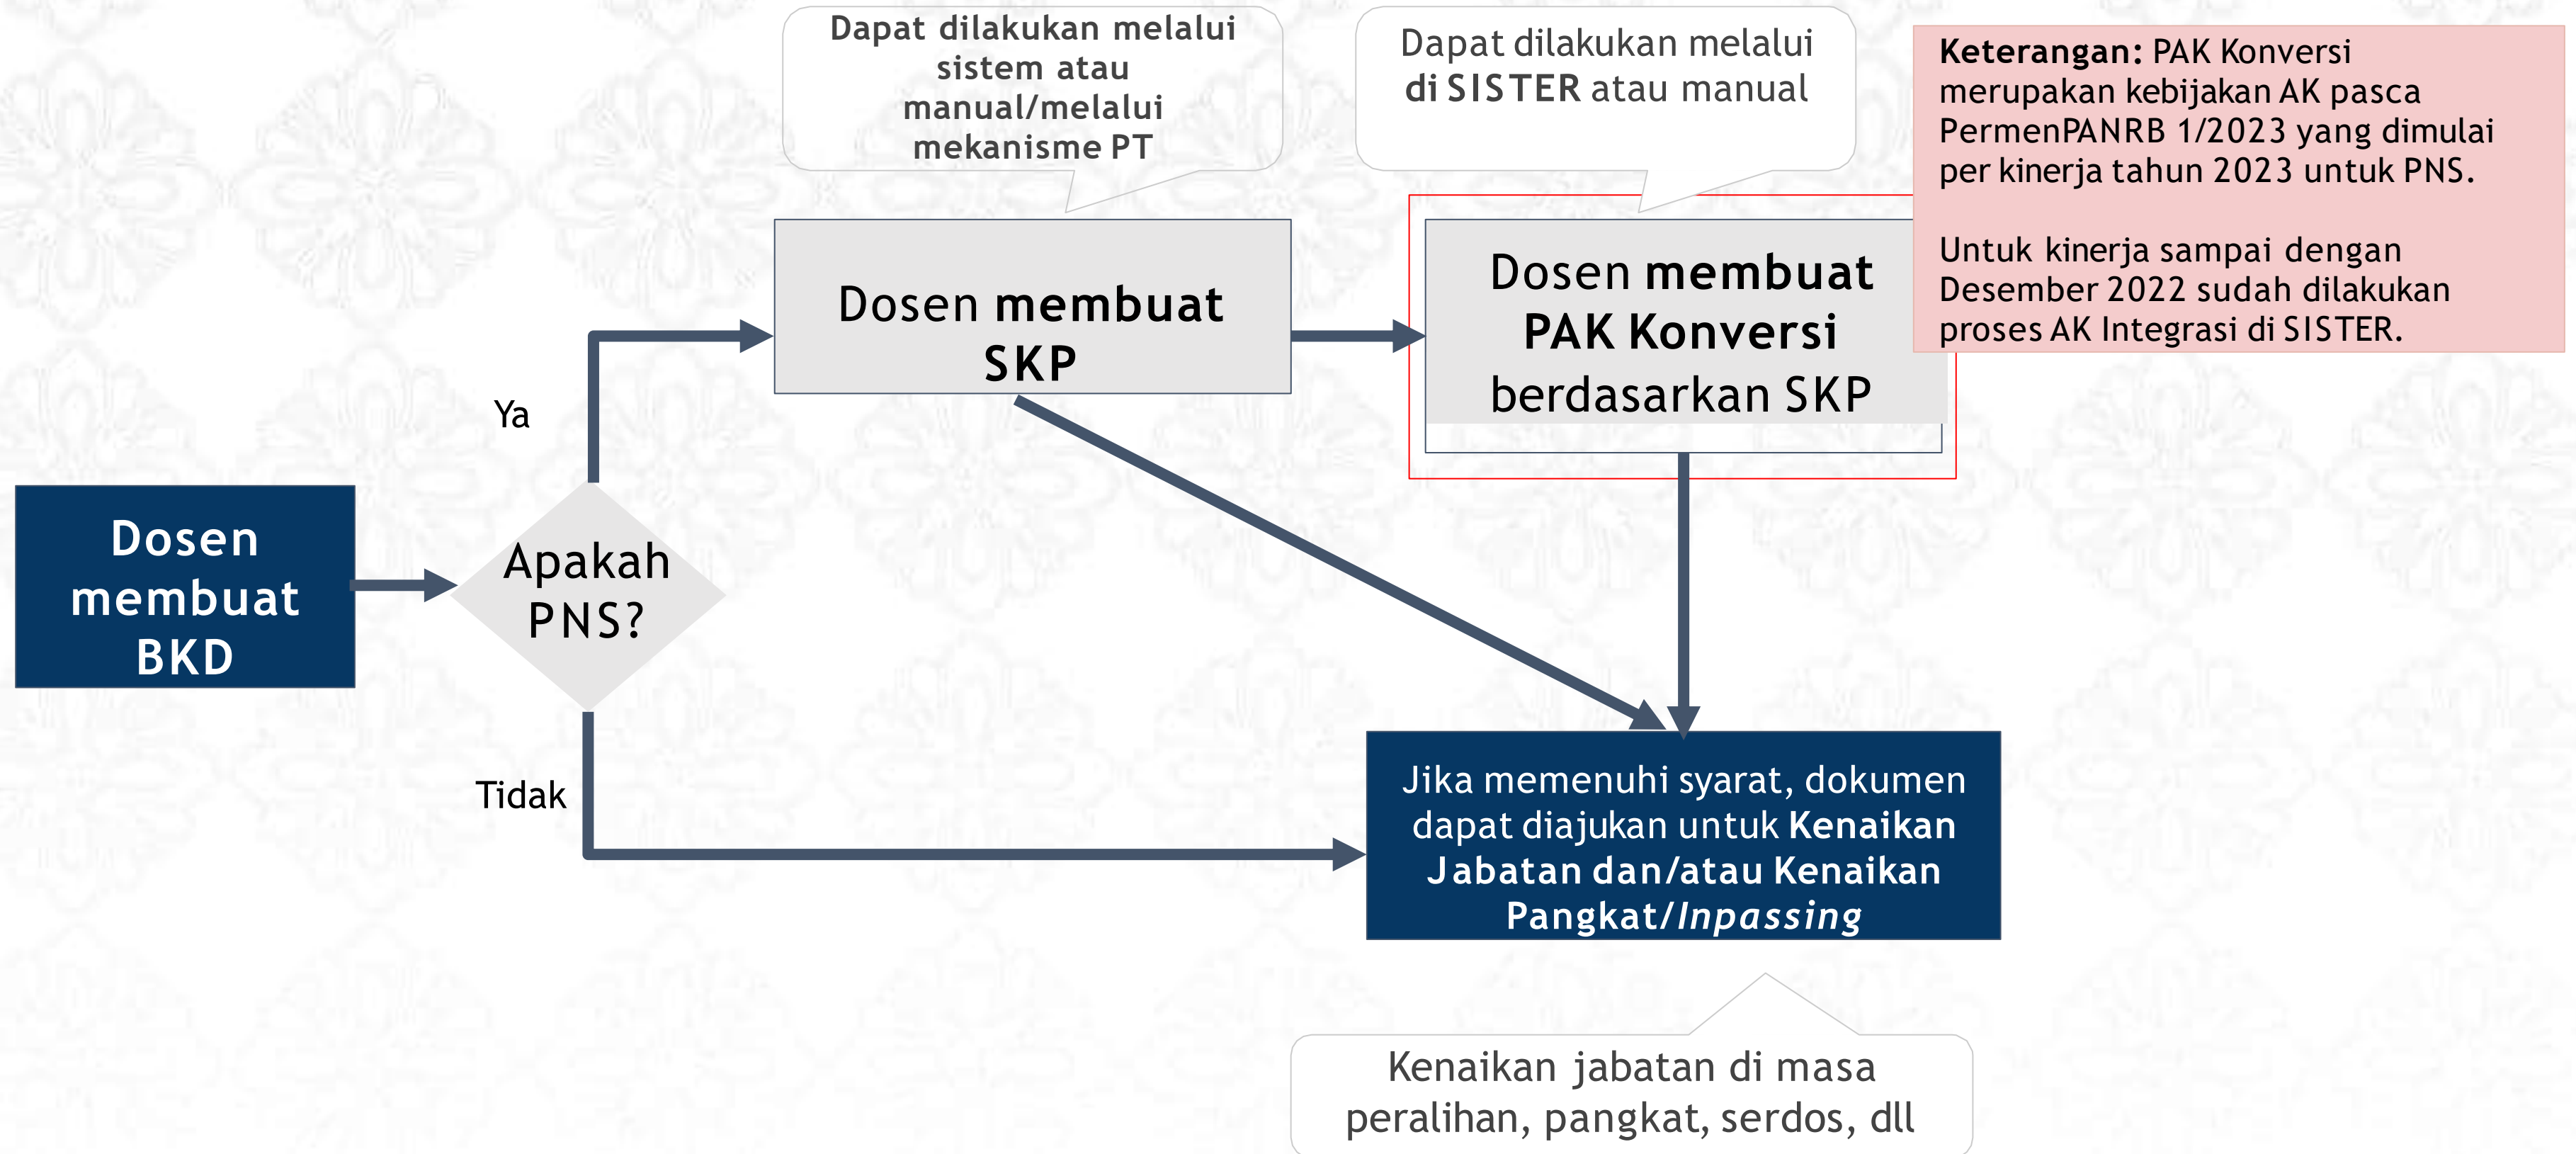 Dapat dilakukan melalui
sistem atau
manual/melalui
mekanisme PT
Dapat dilakukan melalui
di SISTER atau manual
Keterangan: PAK Konversi
merupakan kebijakan AK pasca
PermenPANRB 1/2023 yang dimulai
per kinerja tahun 2023 untuk PNS.
Untuk kinerja sampai dengan
Desember 2022 sudah dilakukan
proses AK Integrasi di SISTER.
Dosen membuat
SKP
Dosen membuat
PAK Konversi
berdasarkan SKP
Ya
Dosen
membuat
BKD
Apakah
PNS?
Tidak
Jika memenuhi syarat, dokumen
dapat diajukan untuk Kenaikan
Jabatan dan/atau Kenaikan
Pangkat/Inpassing
Kenaikan jabatan di masa
peralihan, pangkat, serdos, dll